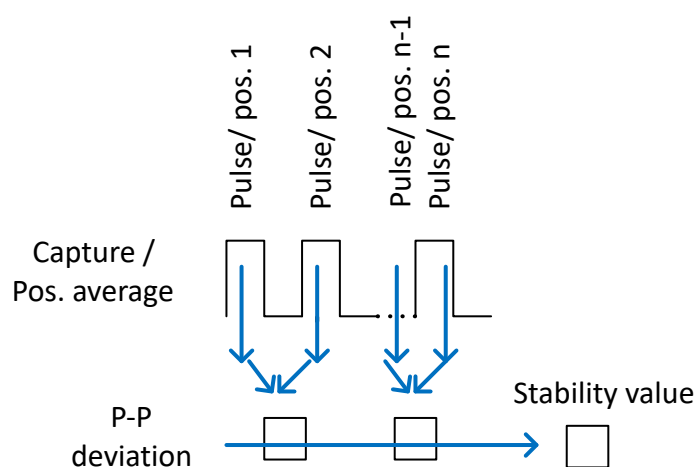 Pulse/ pos. 1
Pulse/ pos. 2
Pulse/ pos. n-1
Pulse/ pos. n
Capture /
Pos. average
Stability value
P-P
deviation